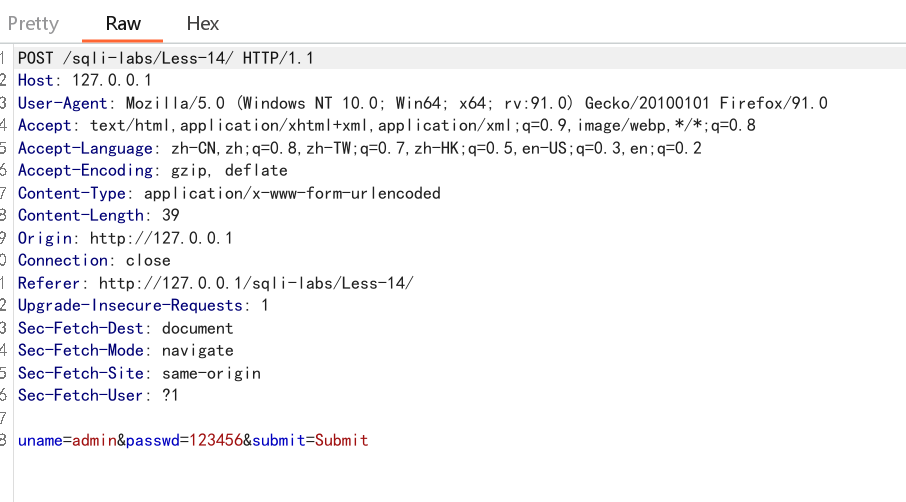 Pretty Raw Hex
1 POST /sqli-labs/Less-14/ HTTP/1.1
2 Host: 127.0.0.1
3 User-Agent: Mozilla/5.0 (Windows NT 10.0; Win64; x64; rv:91.0) Gecko/20100101 Firefox/91.0
4 Accept: text/html,application/xhtml+xml,application/xml;q=0.9,image/webp,*/*;q=0.8
5 Accept-Language: zh-CN,zh;q=0.8,zh-TW;q=0.7,zh-HK;q=0.5,en-US;q=0.3,en;q=0.2
6 Accept-Encoding: gzip, deflate
7 Content-Type: application/x-www-form-urlencoded
8 Content-Length: 39
9 Origin: http://127.0.0.1
0 Connection: close
1 Referer: http://127.0.0.1/sqli-labs/Less-14/
2 Upgrade-Insecure-Requests: 1
3 Sec-Fetch-Dest: document
4 Sec-Fetch-Mode: navigate
5 Sec-Fetch-Site: same-origin
6 Sec-Fetch-User: ?1
7
8 uname=admin&passwd=123456&submit=Submit